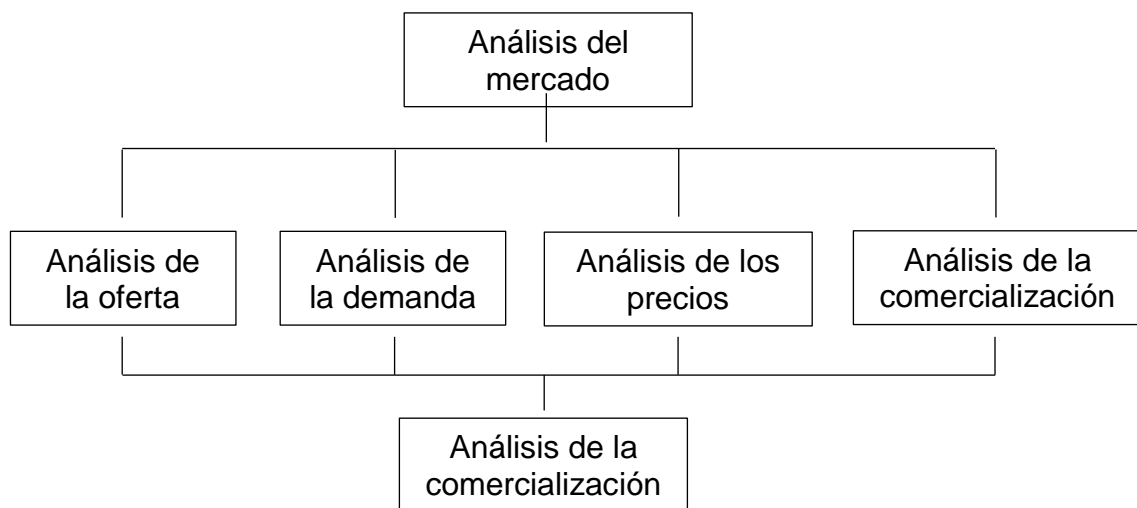 Análisis del
mercado
Análisis de
la oferta
Análisis de
la demanda
Análisis de los
precios
Análisis de la
comercialización
Análisis de la
comercialización